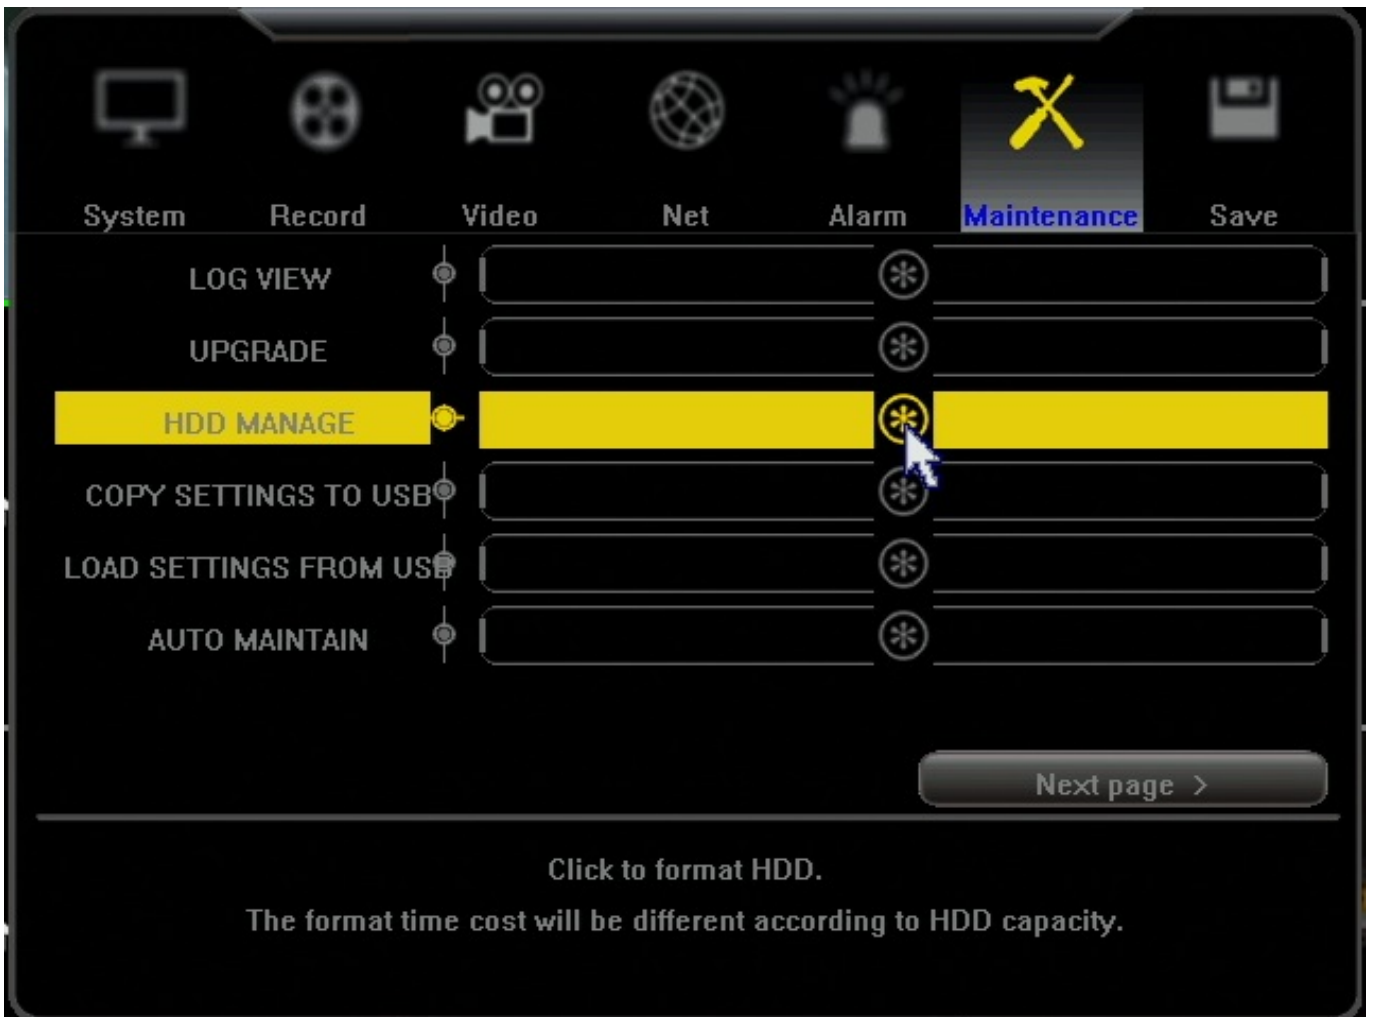 System Record Video Net Alarm Maintenance Save
LOG VIEW
UPGRADE
HDD MANAGE
COPY SETTINGS TO USB
LOAD SETTINGS FROM USB
AUTO MAINTAIN
Next page >
Click to format HDD.
The format time cost will be different according to HDD capacity.